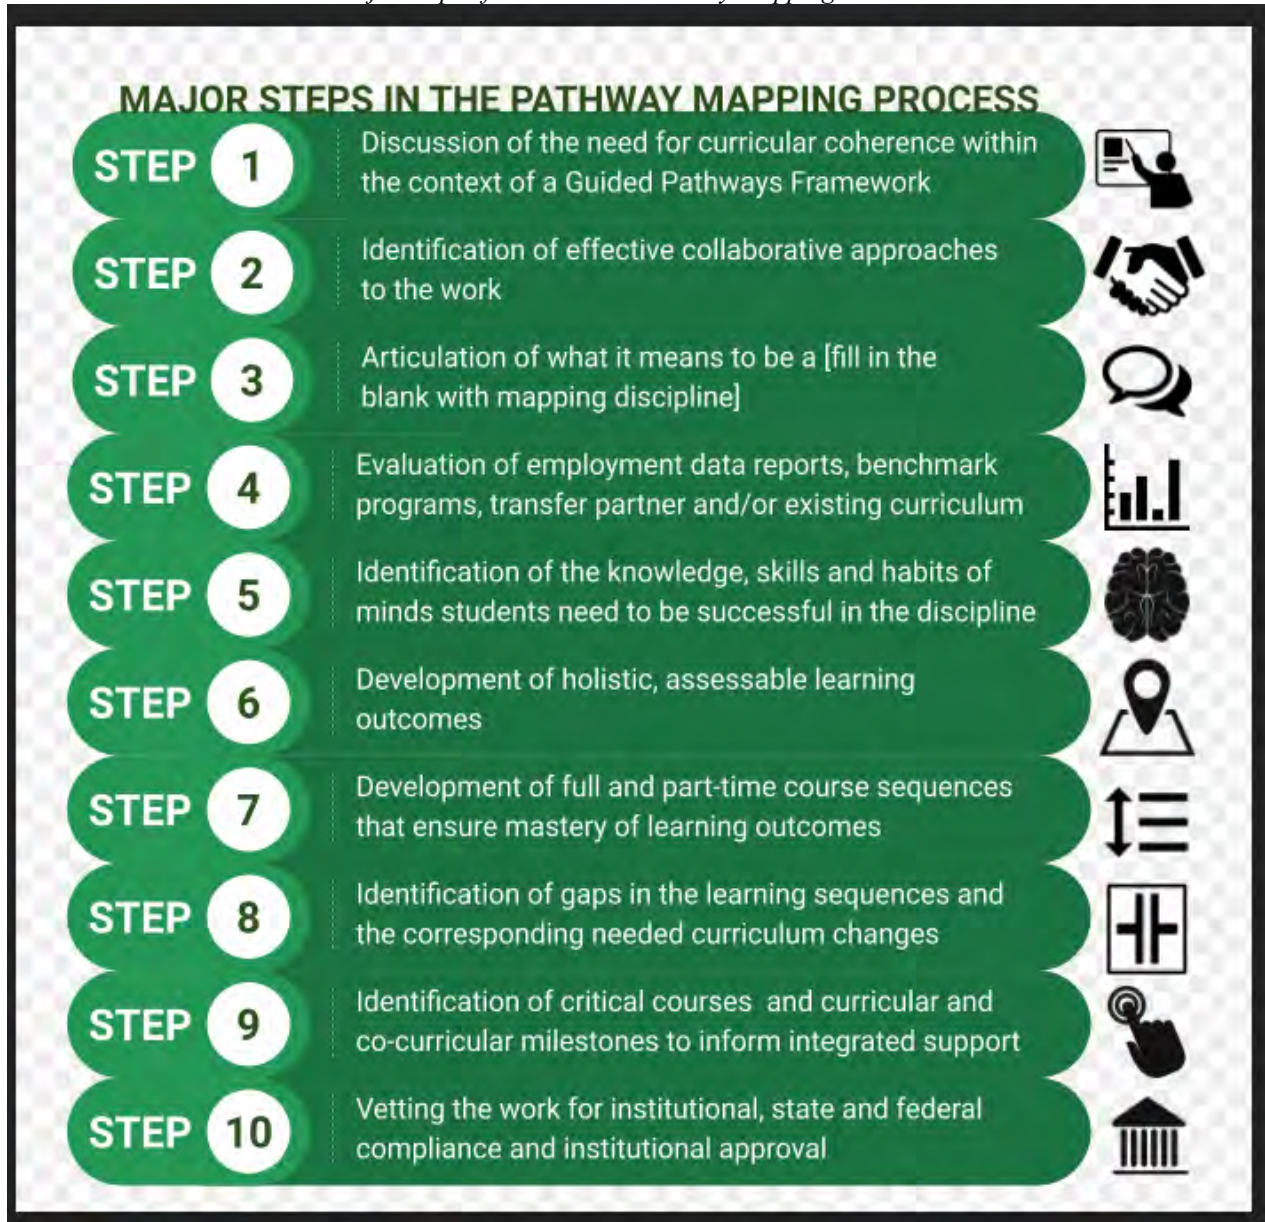 MAJOR STEPS IN THE PATHWAY MAPPING PROCESS
STEP 1
Discussion of the need for curricular coherence within
the context of a Guided Pathways Framework
STEP 2
Identification of effective collaborative approaches
to the work
STEP 3
Articulation of what it means to be a [fill in the
blank with mapping discipline]
STEP 4
Evaluation of employment data reports, benchmark
programs, transfer partner and/or existing curriculum
STEP 5
Identification of the knowledge, skills and habits of
minds students need to be successful in the discipline
STEP 6
Development of holistic, assessable learning
outcomes
STEP 7
Development of full and part-time course sequences
that ensure mastery of learning outcomes
STEP 8
Identification of gaps in the learning sequences and
the corresponding needed curriculum changes
STEP 9
Identification of critical courses  and curricular and
co-curricular milestones to inform integrated support
STEP 10
Vetting the work for institutional, state and federal
compliance and institutional approval